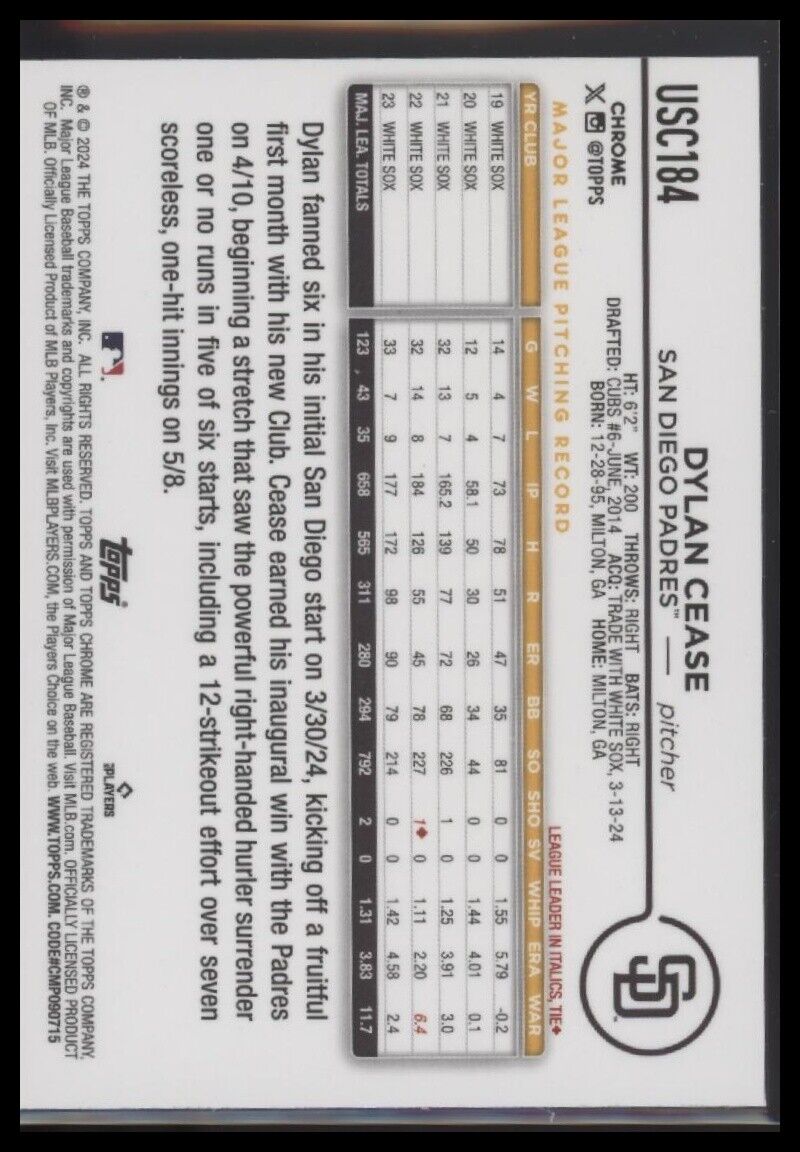 USC184
DYLAN CEASE
SAN DIEGO PADRES™ — pitcher
CHROME
@TOPPS
HT: 6'2" WT: 200 THROWS: RIGHT BATS: RIGHT
DRAFTED: CUBS #6-JUNE, 2014 ACQ: TRADE WITH WHITE SOX, 3-13-24
BORN: 12-28-95, MILTON, GA HOME: MILTON, GA
SD
MAJOR LEAGUE PITCHING RECORD
LEAGUE LEADER IN ITALICS, TIE♦
YR CLUB G W L IP H R ER BB SO SHO SV WHIP ERA WAR
19 WHITE SOX 14 4 7 73 78 51 47 35 81 0 0 1.55 5.79 -0.2
20 WHITE SOX 12 5 4 58.1 50 30 26 34 44 0 0 1.44 4.01 0.1
21 WHITE SOX 32 13 7 165.2 139 77 72 68 226 1 0 1.25 3.91 3.0
22 WHITE SOX 32 14 8 184 126 55 45 78 227 1♦ 0 1.11 2.20 6.4
23 WHITE SOX 33 7 9 177 172 98 90 79 214 0 0 1.42 4.58 2.4
MAJ. LEA. TOTALS 123 43 35 658 565 311 280 294 792 2 0 1.31 3.83 11.7
Dylan fanned six in his initial San Diego start on 3/30/24, kicking off a fruitful
first month with his new Club. Cease earned his inaugural win with the Padres
on 4/10, beginning a stretch that saw the powerful right-handed hurler surrender
one or no runs in five of six starts, including a 12-strikeout effort over seven
scoreless, one-hit innings on 5/8.
topps®
PLAYERS
® & © 2024 THE TOPPS COMPANY, INC. ALL RIGHTS RESERVED. TOPPS AND TOPPS CHROME ARE REGISTERED TRADEMARKS OF THE TOPPS COMPANY,
INC. Major League Baseball trademarks and copyrights are used with permission of Major League Baseball. Visit MLB.com. OFFICIALLY LICENSED PRODUCT
OF MLB. Officially Licensed Product of MLB Players, Inc. Visit MLBPLAYERS.COM, the Players Choice on the web. WWW.TOPPS.COM. CODE#CMP090715